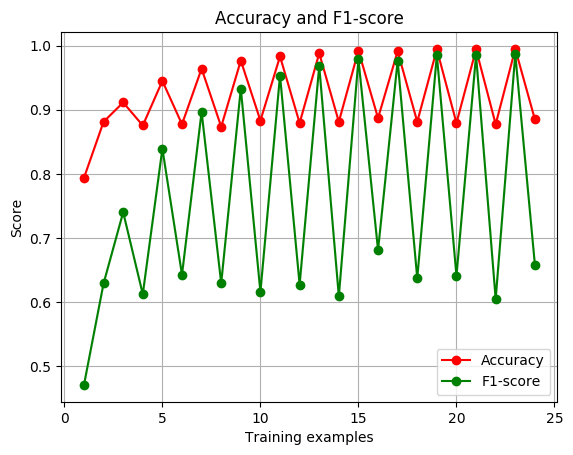 Accuracy and F1-score
1.0
0.9
0.8
0.7
0.6
0.5
Score
0 5 10 15 20 25
Training examples
Accuracy
F1-score